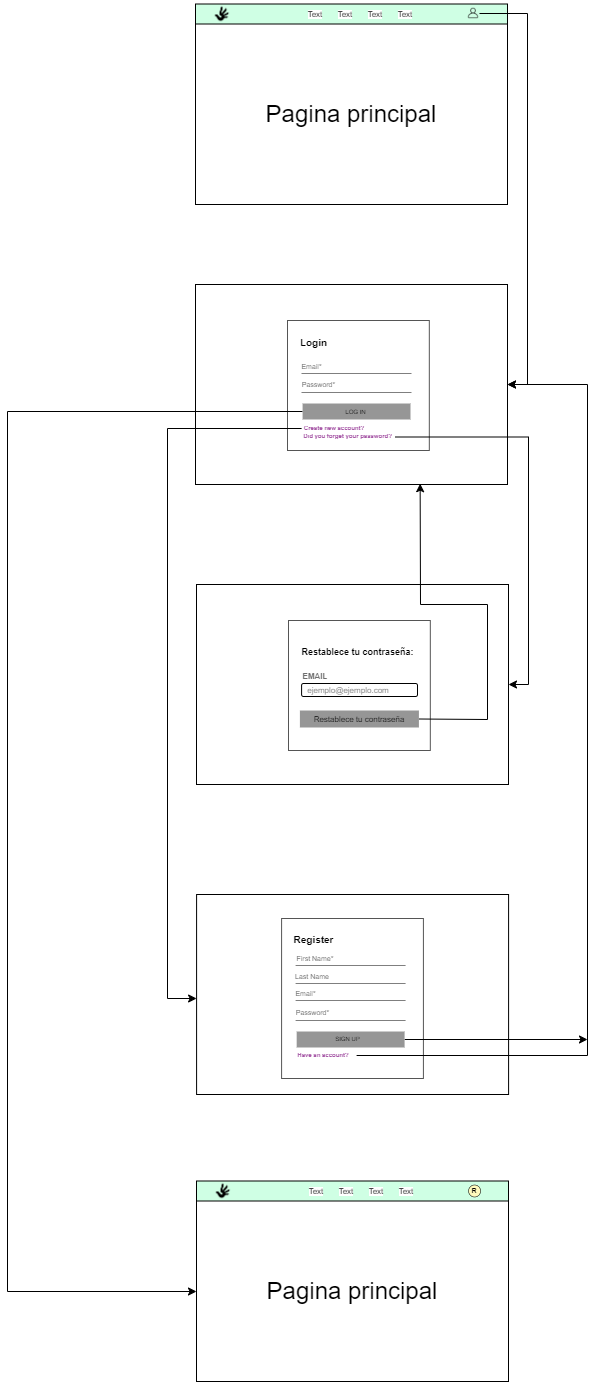 Text Text Text Text
Pagina principal
Login
Email*
Password*
LOG IN
Create new account?
Did you forget your password?
Restablece tu contraseña:
EMAIL
ejemplo@ejemplo.com
Restablece tu contraseña
Register
First Name*
Last Name
Email*
Password*
SIGN UP
Have an account?
Text Text Text Text R
Pagina principal